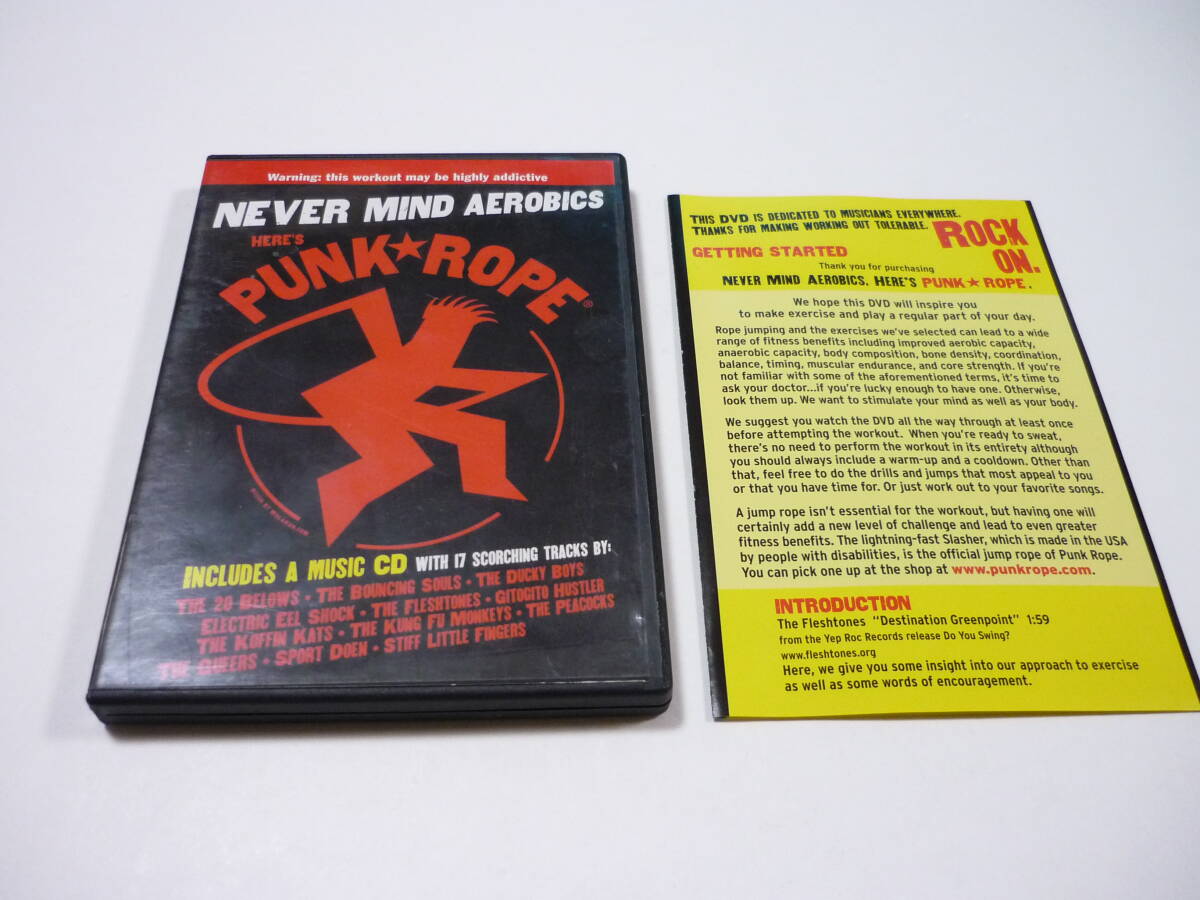 Warning: this workout may be highly addictive
NEVER MIND AEROBICS
HERE'S
PUNK★ROPE®
INCLUDES A MUSIC CD WITH 17 SCORCHING TRACKS BY:
THE 20 BELOWS • THE BOUNCING SOULS • THE DUCKY BOYS
ELECTRIC EEL SHOCK • THE FLESHTONES • GITOGITO HUSTLER
THE KOFFIN KATS • THE KUNG FU MONKEYS • THE PEACOCKS
THE QUEERS • SPORT DOEN • STIFF LITTLE FINGERS
THIS DVD IS DEDICATED TO MUSICIANS EVERYWHERE.
THANKS FOR MAKING WORKING OUT TOLERABLE.
ROCK
ON.
GETTING STARTED
Thank you for purchasing
NEVER MIND AEROBICS, HERE'S PUNK★ROPE.
We hope this DVD will inspire you
to make exercise and play a regular part of your day.
Rope jumping and the exercises we've selected can lead to a wide
range of fitness benefits including improved aerobic capacity,
anaerobic capacity, body composition, bone density, coordination,
balance, timing, muscular endurance, and core strength. If you're
not familiar with some of the aforementioned terms, it's time to
ask your doctor...if you're lucky enough to have one. Otherwise,
look them up. We want to stimulate your mind as well as your body.
We suggest you watch the DVD all the way through at least once
before attempting the workout. When you're ready to sweat,
there's no need to perform the workout in its entirety although
you should always include a warm-up and a cooldown. Other than
that, feel free to do the drills and jumps that most appeal to you
or that you have time for. Or just work out to your favorite songs.
A jump rope isn't essential for the workout, but having one will
certainly add a new level of challenge and lead to even greater
fitness benefits. The lightning-fast Slasher, which is made in the USA
by people with disabilities, is the official jump rope of Punk Rope.
You can pick one up at the shop at www.punkrope.com.
INTRODUCTION
The Fleshtones "Destination Greenpoint" 1:59
from the Yep Roc Records release Do You Swing?
www.fleshtones.org
Here, we give you some insight into our approach to exercise
as well as some words of encouragement.